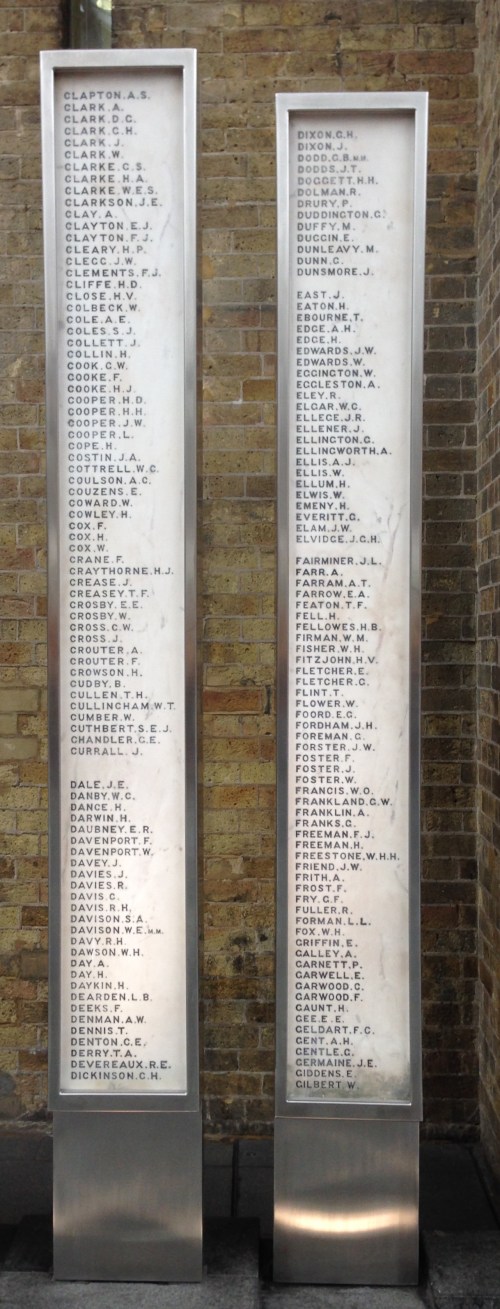 CLAPTON.A.S.
CLARK.A.
CLARK.D.G.
CLARK.G.H.
CLARK.J.
CLARK.W.
CLARKE.C.S.
CLARKE.H.A.
CLARKE.W.E.S.
CLARKSON.J.E.
CLAY.A.
CLAYTON.E.J.
CLAYTON.F.J.
CLEARY.H.P.
CLEGG.J.W.
CLEMENTS.F.J.
CLIFFE.H.D.
CLOSE.H.V.
COLBECK.W.
COLE.A.E.
COLES.S.J.
COLLETT.J.
COLLIN.H.
COOK.G.W.
COOKE.F.
COOKE.H.J.
COOPER.H.D.
COOPER.H.H.
COOPER.J.W.
COOPER.L.
COPE.H.
COSTIN.J.A.
COTTRELL.W.C.
COULSON.A.C.
COUZENS.E.
COWARD.W.
COWLEY.H.
COX.F.
COX.H.
COX.W.
CRANE.F.
CRAYTHORNE.H.J.
CREASE.J.
CREASEY.T.F.
CROSBY.E.E.
CROSBY.W.
CROSS.C.W.
CROSS.J.
CROUTER.A.
CROUTER.F.
CROWSON.H.
CUDBY.B.
CULLEN.T.H.
CULLINGHAM.W.T.
CUMBER.W.
CUTHBERT.S.E.J.
CHANDLER.G.E.
CURRALL.J.
DALE.J.E.
DANBY.W.C.
DANCE.H.
DARWIN.H.
DAUBNEY.E.R.
DAVENPORT.F.
DAVENPORT.W.
DAVEY.J.
DAVIES.J.
DAVIES.R.
DAVIS.G.
DAVIS.R.H.
DAVISON.S.A.
DAVISON.W.E.M.M.
DAVY.R.H.
DAWSON.W.H.
DAY.A.
DAY.H.
DAYKIN.H.
DEARDEN.L.B.
DEEKS.F.
DENMAN.A.W.
DENNIS.T.
DENTON.G.E.
DERRY.T.A.
DEVEREAUX.R.E.
DICKINSON.C.H.
DIXON.G.H.
DIXON.J.
DODD.G.B.M.M.
DODDS.J.T.
DOGGETT.H.H.
DOLMAN.R.
DRURY.P.
DUDDINGTON.G.
DUFFY.M.
DUGGIN.E.
DUNLEAVY.M.
DUNN.C.
DUNSMORE.J.
EAST.J.
EATON.H.
EBOURNE.T.
EDGE.A.H.
EDGE.H.
EDWARDS.J.W.
EDWARDS.W.
EGGINGTON.W.
EGGLESTON.A.
ELEY.R.
ELGAR.W.C.
ELLEGE.J.R.
ELLENER.J.
ELLINGTON.G.
ELLINGWORTH.A.
ELLIS.A.J.
ELLIS.W.
ELLUM.H.
ELWIS.W.
EMENY.H.
EVERITT.G.
ELAM.J.W.
ELVIDGE.J.G.H.
FAIRMINER.J.L.
FARR.A.
FARRAM.A.T.
FARROW.E.A.
FEATON.T.F.
FELL.H.
FELLOWES.H.B.
FIRMAN.W.M.
FISHER.W.H.
FITZJOHN.H.V.
FLETCHER.E.
FLETCHER.G.
FLINT.T.
FLOWER.W.
FOORD.E.G.
FORDHAM.J.H.
FOREMAN.G.
FORSTER.J.W.
FOSTER.F.
FOSTER.J.
FOSTER.W.
FRANCIS.W.O.
FRANKLAND.G.W.
FRANKLIN.A.
FRANKS.G.
FREEMAN.F.J.
FREEMAN.H.
FREESTONE.W.H.H.
FRIEND.J.W.
FRITH.A.
FROST.F.
FRY.G.F.
FULLER.R.
FORMAN.L.L.
FOX.W.H.
GRIFFIN.E.
GALLEY.A.
GARNETT.P.
GARWELL.E.
GARWOOD.C.
GARWOOD.F.
GAUNT.H.
GEE.E.E.
GELDART.F.C.
GENT.A.H.
GENTLE.G.
GERMAINE.J.E.
GIDDENS.E.
GILBERT.W.